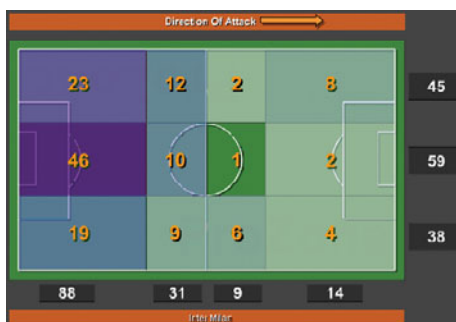 Direction Of Attack
23 12 2 8 45
46 10 1 2 59
19 9 6 4 38
88 31 9 14
Inter Milan